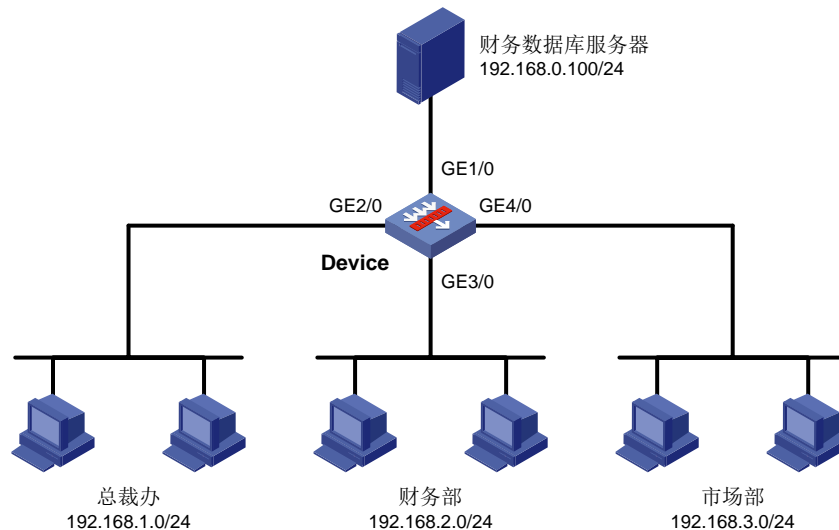 财务数据库服务器
192.168.0.100/24
GE1/0
GE2/0
GE4/0
Device
GE3/0
总裁办
192.168.1.0/24
财务部
192.168.2.0/24
市场部
192.168.3.0/24